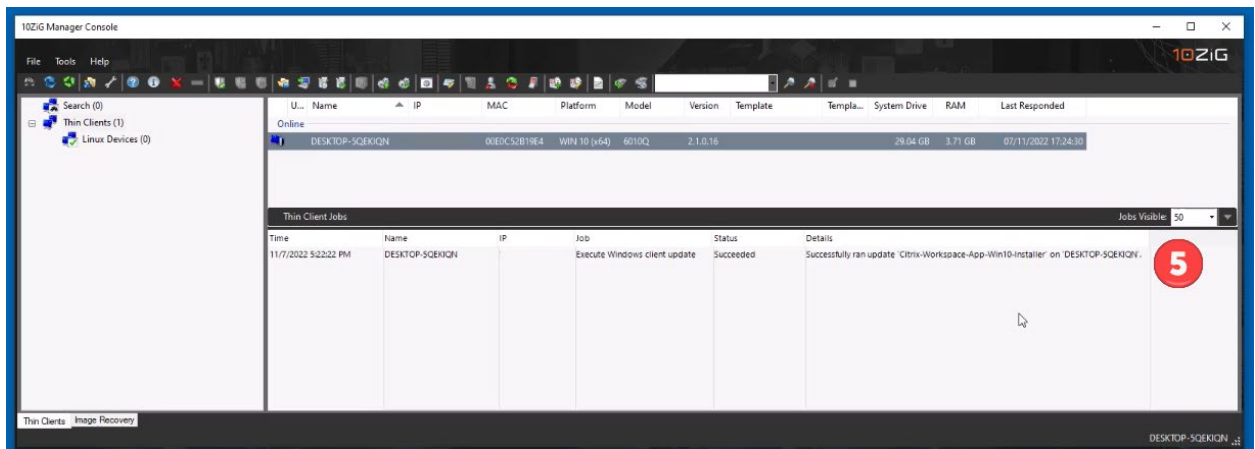 10ZiG Manager Console
File Tools Help
10ZiG
Search (0)
Thin Clients (1)
Linux Devices (0)
U... Name IP MAC Platform Model Version Template Templa... System Drive RAM Last Responded
Online
DESKTOP-5QEKIQN 00E0C52B19E4 WIN 10 (x64) 6010Q 2.1.0.16 29.04 GB 3.71 GB 07/11/2022 17:24:30
Thin Client Jobs Jobs Visible: 50
Time Name IP Job Status Details
11/7/2022 5:22:22 PM DESKTOP-5QEKIQN Execute Windows client update Succeeded Successfully ran update 'Citrix-Workspace-App-Win10-Installer' on 'DESKTOP-5QEKIQN'.
5
Thin Clients Image Recovery
DESKTOP-5QEKIQN